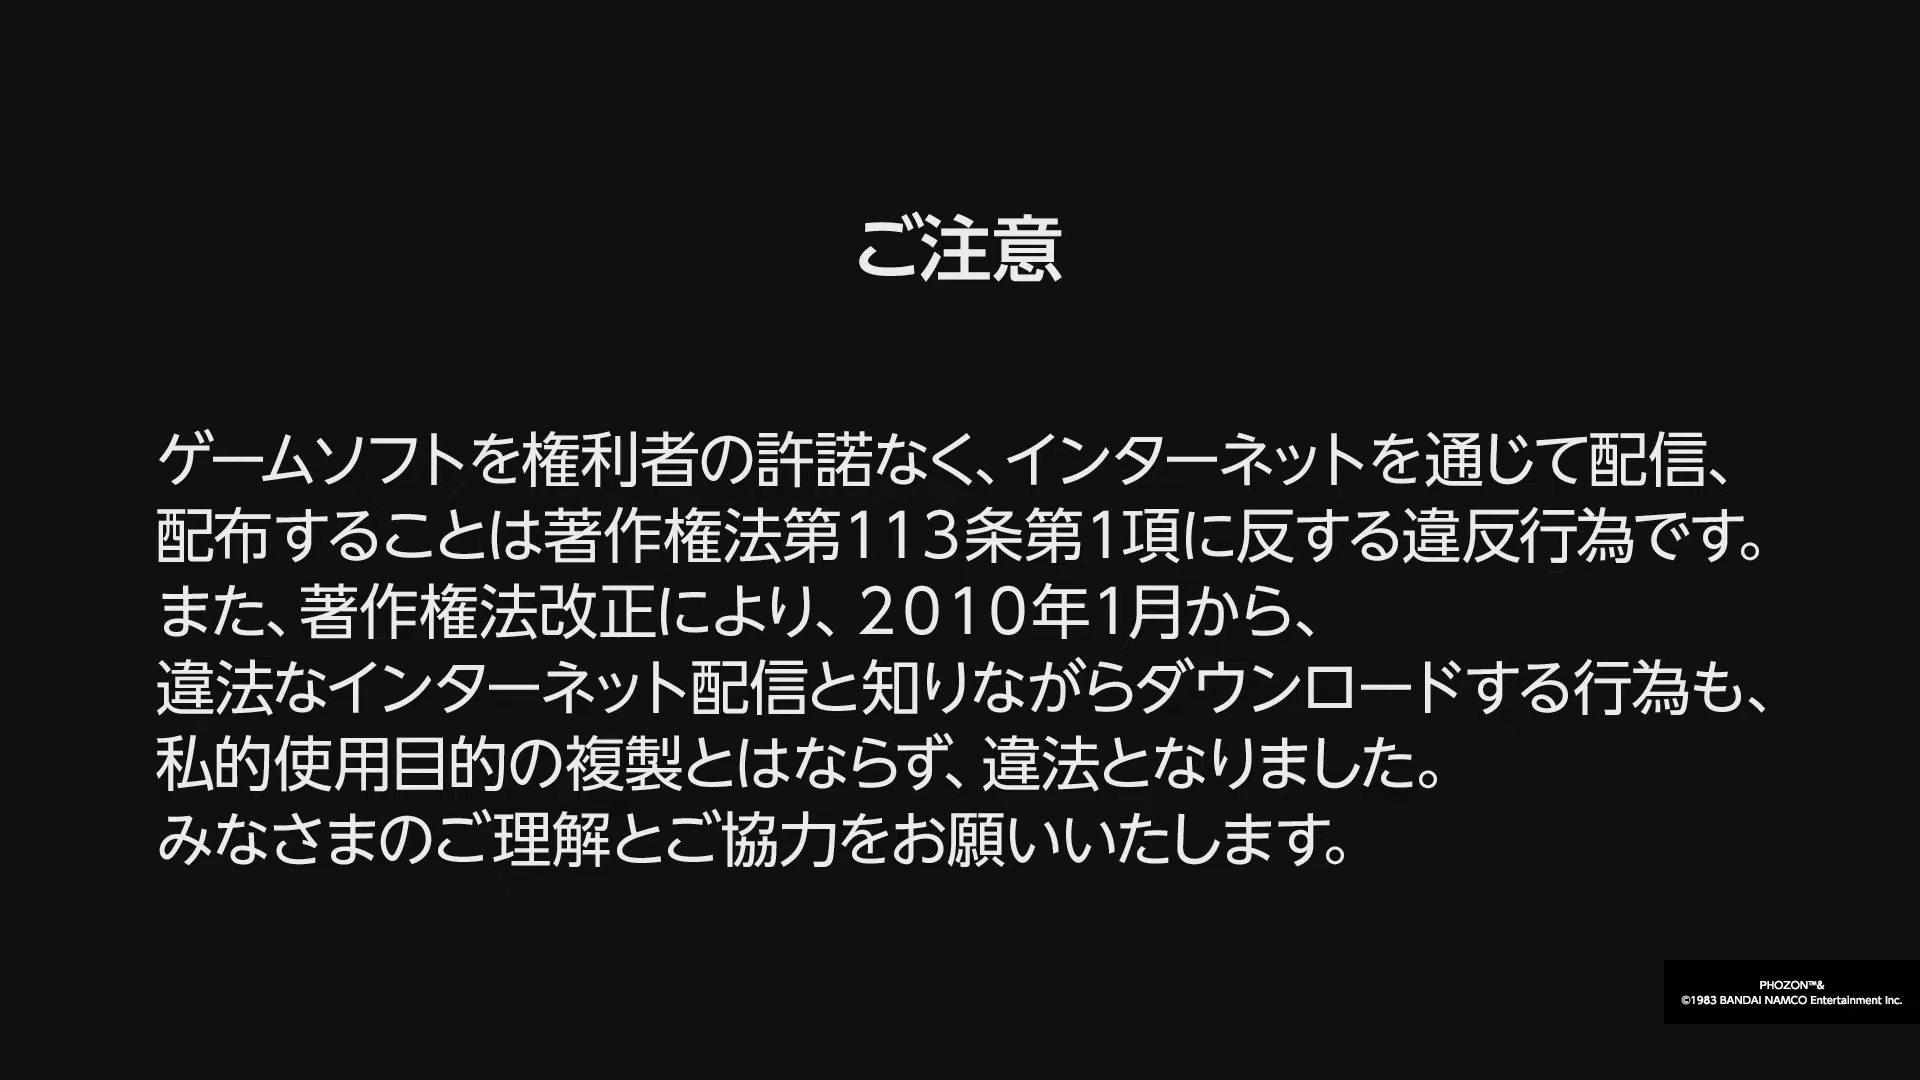 ご注意
ゲームソフトを権利者の許諾なく、インターネットを通じて配信、
配布することは著作権法第113条第1項に反する違反行為です。
また、著作権法改正により、2010年1月から、
違法なインターネット配信と知りながらダウンロードする行為も、
私的使用目的の複製とはならず、違法となりました。
みなさまのご理解とご協力をお願いいたします。
PHOZON™&
©1983 BANDAI NAMCO Entertainment Inc.